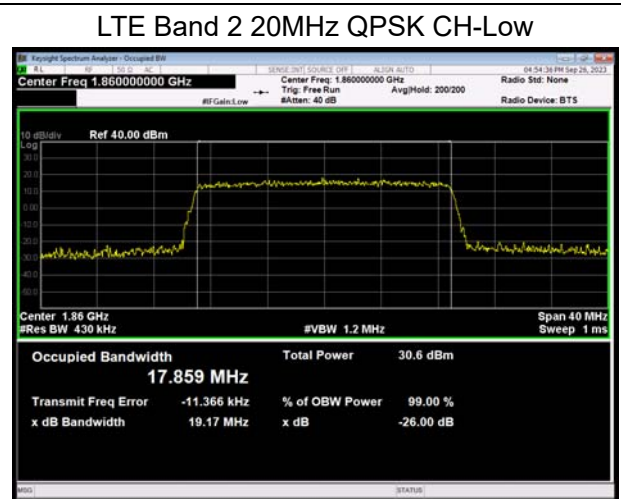 LTE Band 2 20MHz QPSK CH-Low
Keysight Spectrum Analyzer - Occupied BW
RL RF 50 Ω AC SENSE:INT SOURCE OFF ALIGN AUTO 04:54:36 PM Sep 26, 2023
Center Freq 1.860000000 GHz Center Freq: 1.860000000 GHz Radio Std: None
Trig: Free Run Avg|Hold: 200/200
#IFGain:Low #Atten: 40 dB Radio Device: BTS
10 dB/div Ref 40.00 dBm
Log
30.0
20.0
10.0
0.00
-10.0
-20.0
-30.0
-40.0
-50.0
Center 1.86 GHz Span 40 MHz
#Res BW 430 kHz #VBW 1.2 MHz Sweep 1 ms
Occupied Bandwidth Total Power 30.6 dBm
17.859 MHz
Transmit Freq Error -11.366 kHz % of OBW Power 99.00 %
x dB Bandwidth 19.17 MHz x dB -26.00 dB
MSG STATUS